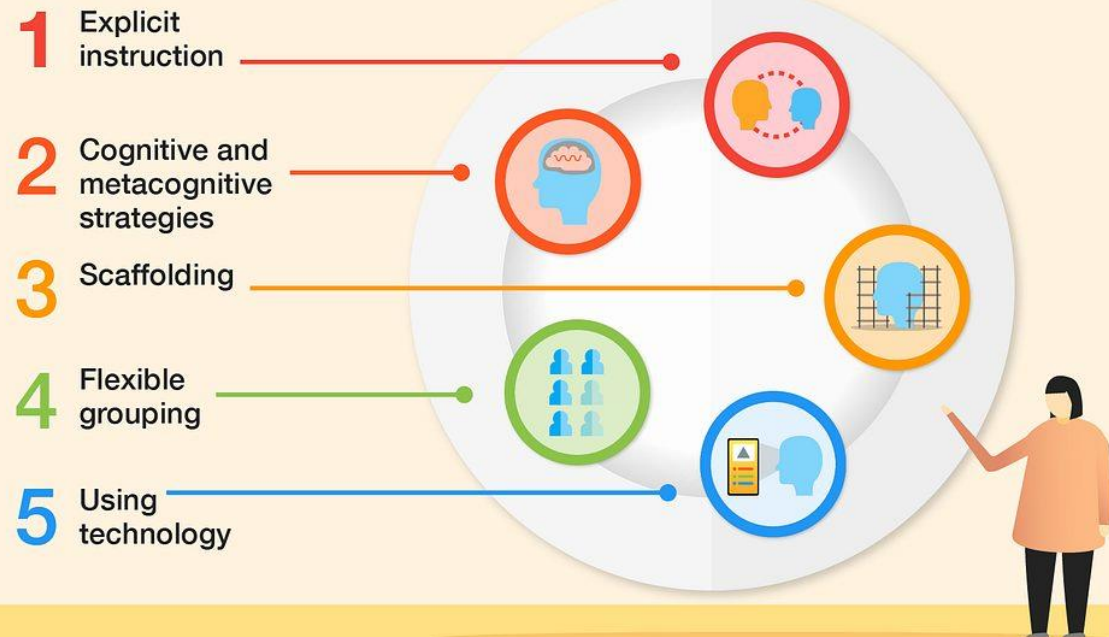 1 Explicit
instruction
2 Cognitive and
metacognitive
strategies
3 Scaffolding
4 Flexible
grouping
5 Using
technology